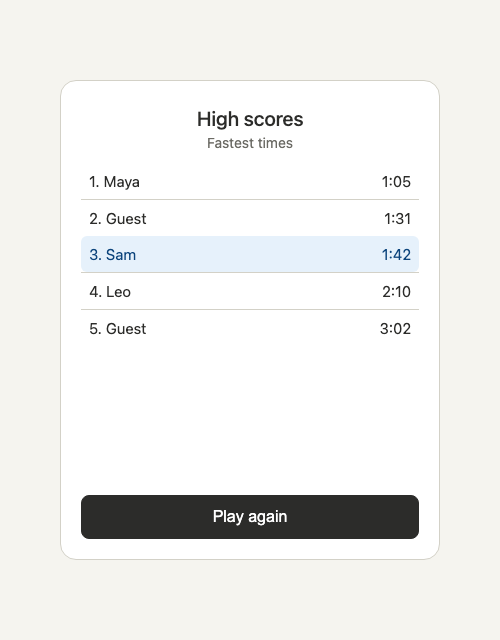 High scores
Fastest times
1. Maya 1:05
2. Guest 1:31
3. Sam 1:42
4. Leo 2:10
5. Guest 3:02
Play again